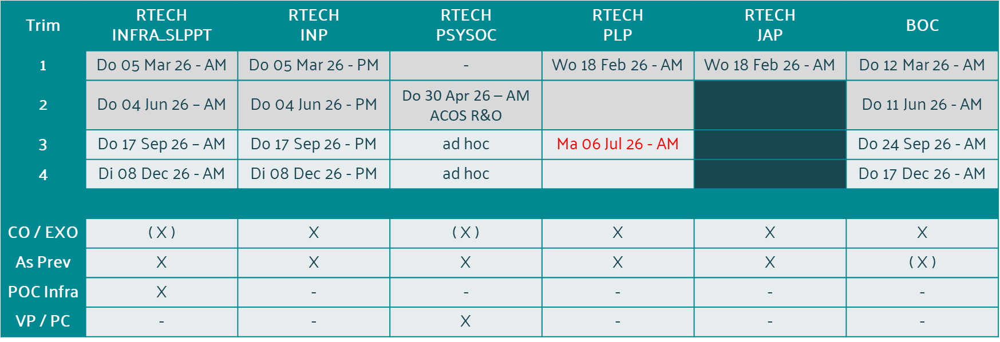 Trim RTECH INFRA_SLPPT RTECH INP RTECH PSYSOC RTECH PLP RTECH JAP BOC
1 Do 05 Mar 26 - AM Do 05 Mar 26 - PM - Wo 18 Feb 26 - AM Wo 18 Feb 26 - AM Do 12 Mar 26 - AM
2 Do 04 Jun 26 – AM Do 04 Jun 26 - PM Do 30 Apr 26 – AM ACOS R&O Do 11 Jun 26 - AM
3 Do 17 Sep 26 – AM Do 17 Sep 26 - PM ad hoc Ma 06 Jul 26 - AM Do 24 Sep 26 - AM
4 Di 08 Dec 26 - AM Di 08 Dec 26 - PM ad hoc Do 17 Dec 26 - AM
CO / EXO ( X ) X ( X ) X X X
As Prev X X X X X ( X )
POC Infra X - - - - -
VP / PC - - X - - -